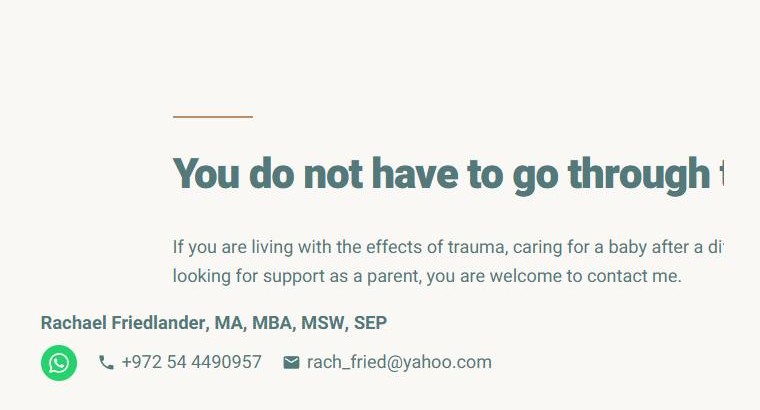 You do not have to go through
If you are living with the effects of trauma, caring for a baby after a
looking for support as a parent, you are welcome to contact me.
Rachael Friedlander, MA, MBA, MSW, SEP
+972 54 4490957 rach_fried@yahoo.com